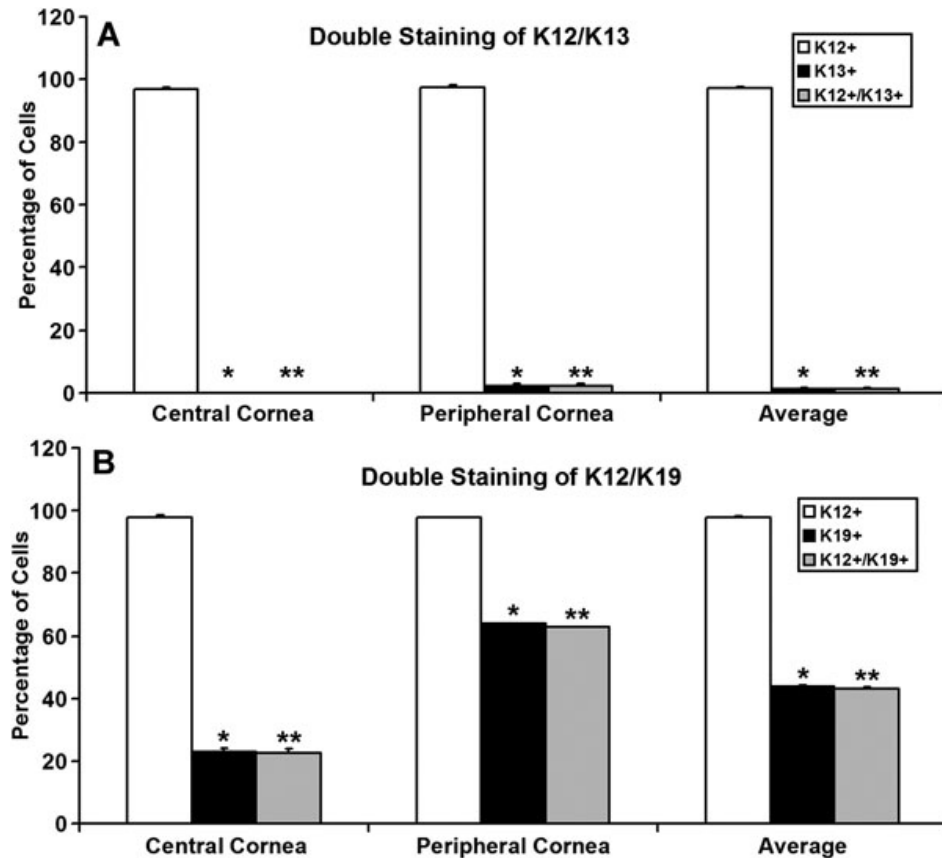 A
Double Staining of K12/K13
K12+
K13+
K12+/K13+
Percentage of Cells
120
100
80
60
40
20
0
* **
* **
* **
Central Cornea Peripheral Cornea Average
B
Double Staining of K12/K19
K12+
K19+
K12+/K19+
Percentage of Cells
120
100
80
60
40
20
0
* **
* **
* **
Central Cornea Peripheral Cornea Average